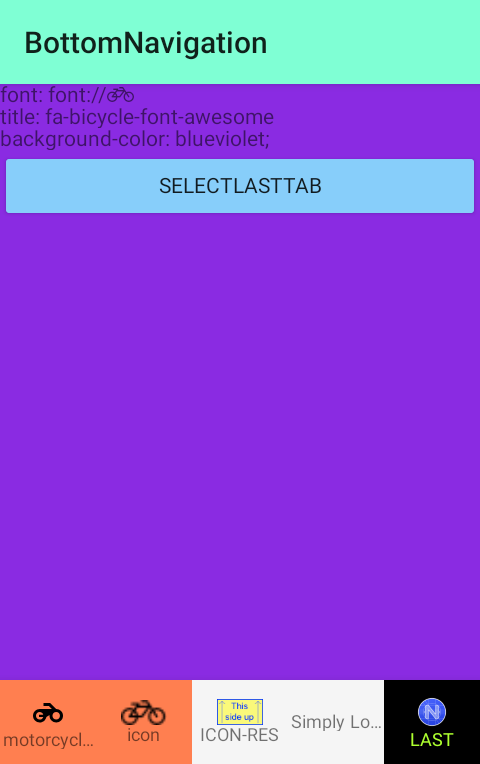 BottomNavigation
font: font://
title: fa-bicycle-font-awesome
background-color: blueviolet;
SELECTLASTTAB
This
side up
motorcycl...
icon
ICON-RES
Simply Lo...
N
LAST